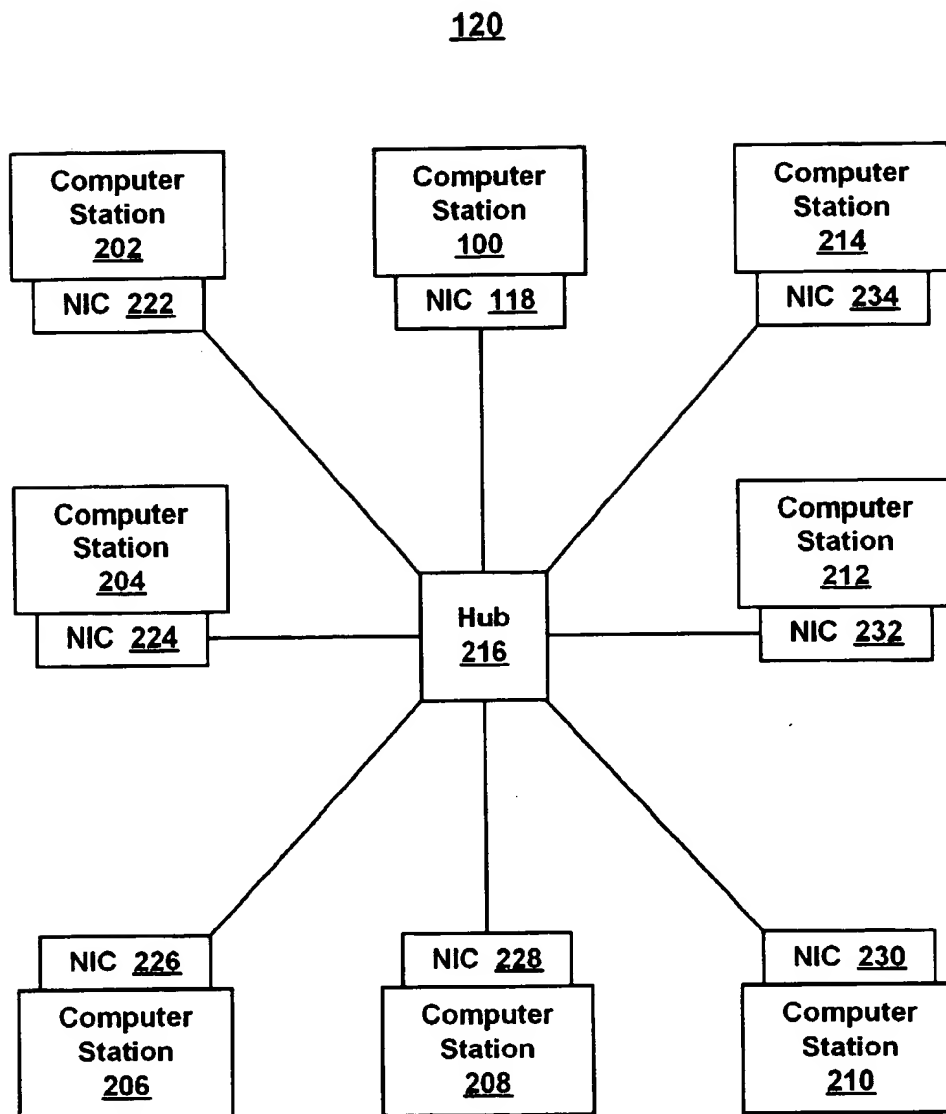 120
Computer
Station
202
NIC 222
Computer
Station
100
NIC 118
Computer
Station
214
NIC 234
Computer
Station
204
NIC 224
Hub
216
Computer
Station
212
NIC 232
NIC 226
Computer
Station
206
NIC 228
Computer
Station
208
NIC 230
Computer
Station
210